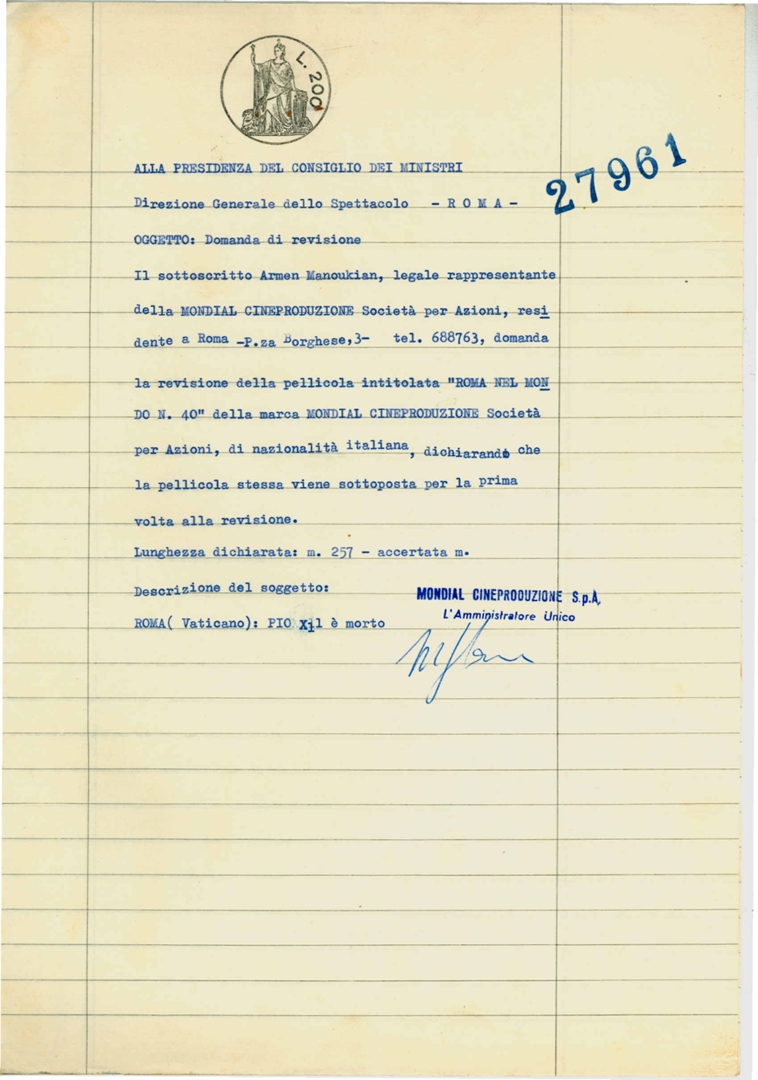 L. 200
ALLA PRESIDENZA DEL CONSIGLIO DEI MINISTRI
27961
Direzione Generale dello Spettacolo - R O M A -
OGGETTO: Domanda di revisione
Il sottoscritto Armen Manoukian, legale rappresentante
della MONDIAL CINEPRODUZIONE Società per Azioni, resi
dente a Roma -P.za Borghese,3- tel. 688763, domanda
la revisione della pellicola intitolata "ROMA NEL MON
DO N. 40" della marca MONDIAL CINEPRODUZIONE Società
per Azioni, di nazionalità italiana, dichiarando che
la pellicola stessa viene sottoposta per la prima
volta alla revisione.
Lunghezza dichiarata: m. 257 - accertata m.
Descrizione del soggetto:
MONDIAL CINEPRODUZIONE S.p.A.
L'Amministratore Unico
ROMA( Vaticano): PIO Xi1 è morto